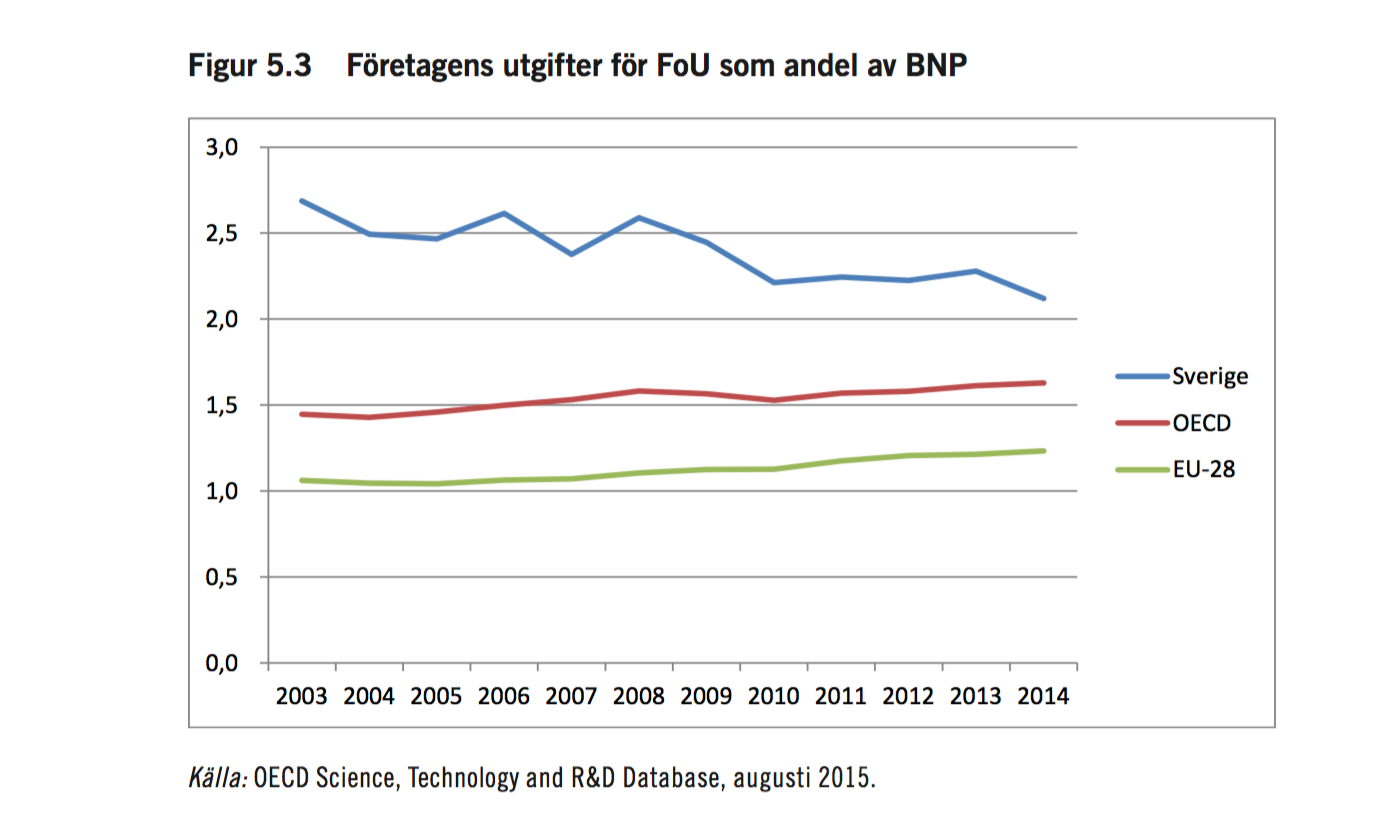 Figur 5.3 Företagens utgifter för FoU som andel av BNP
3,0
2,5
2,0
1,5
1,0
0,5
0,0
2003 2004 2005 2006 2007 2008 2009 2010 2011 2012 2013 2014
Sverige
OECD
EU-28
Källa: OECD Science, Technology and R&D Database, augusti 2015.